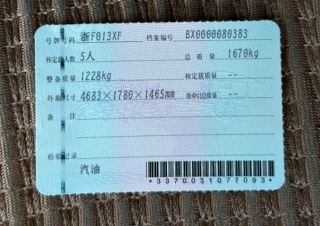 号牌号码 浙F013XF 档案编号 BX0000080383
核定载人数 5人 总质量 1670kg
整备质量 1228kg 核定载质量 --
外廓尺寸 4683×1780×1465mm 准牵总质量 --
备注
检验记录
汽油
*3370031077093*